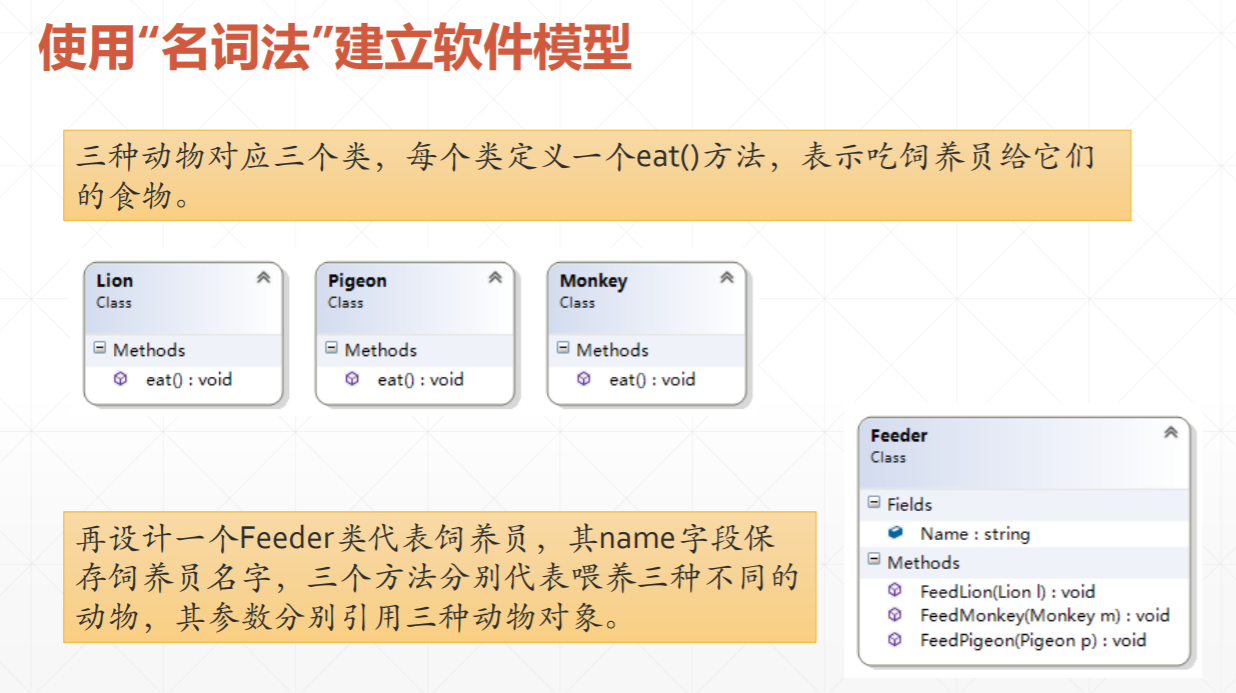 使用“名词法”建立软件模型
三种动物对应三个类，每个类定义一个eat()方法，表示吃饲养员给它们
的食物。
Lion
Class
Methods
eat() : void
Pigeon
Class
Methods
eat() : void
Monkey
Class
Methods
eat() : void
再设计一个Feeder类代表饲养员，其name字段保
存饲养员名字，三个方法分别代表喂养三种不同的
动物，其参数分别引用三种动物对象。
Feeder
Class
Fields
Name : string
Methods
FeedLion(Lion l) : void
FeedMonkey(Monkey m) : void
FeedPigeon(Pigeon p) : void